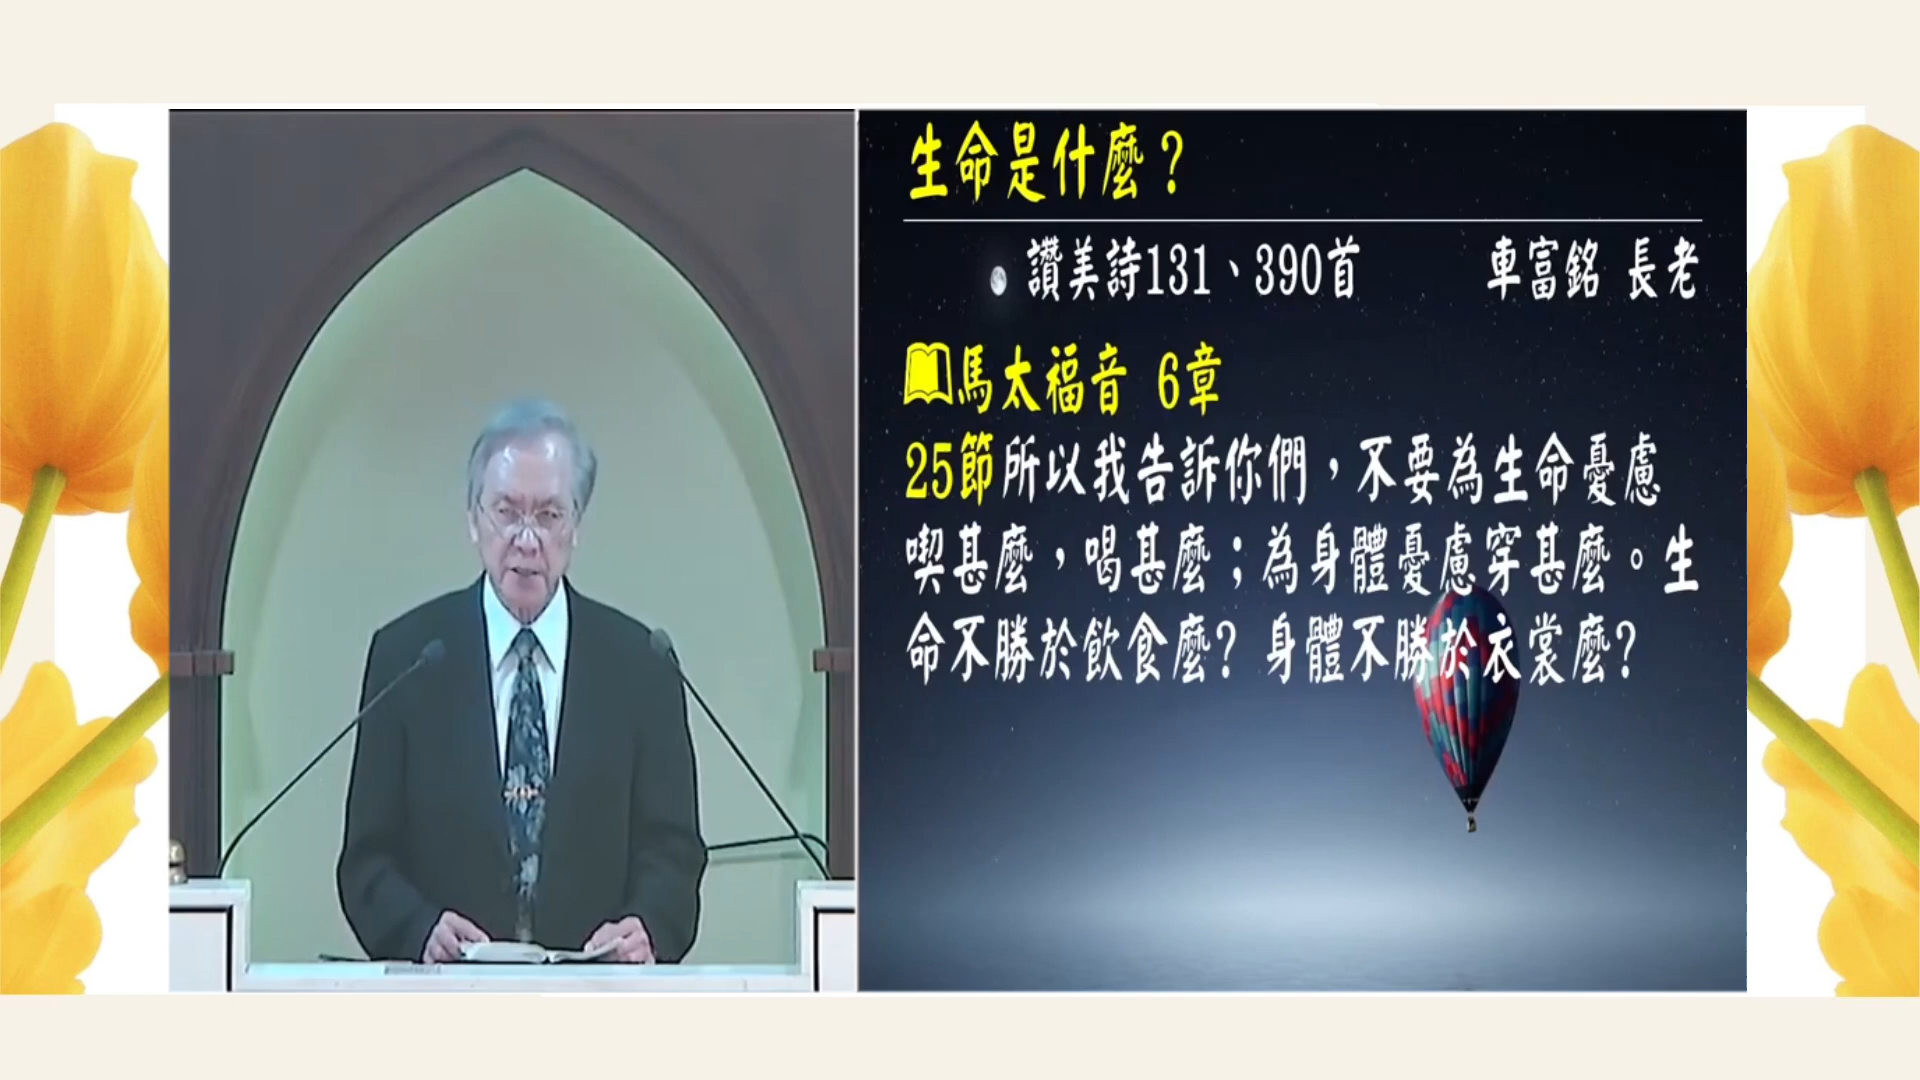 生命是什麼？
讚美詩131、390首 車富銘 長老
馬太福音 6章
25節所以我告訴你們，不要為生命憂慮
喫甚麼，喝甚麼；為身體憂慮穿甚麼。生
命不勝於飲食麼？身體不勝於衣裳麼？